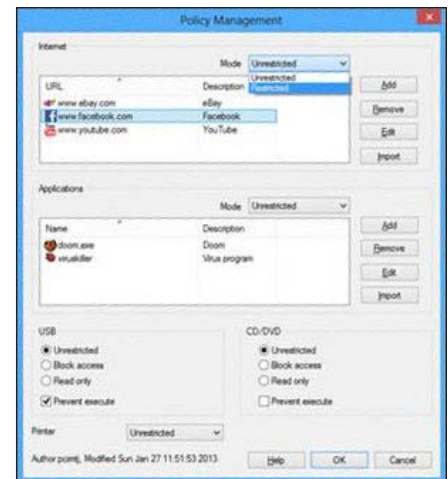 Policy Management
Internet
Mode Unrestricted
Unrestricted
Restricted
URL Description
www.ebay.com eBay
www.facebook.com Facebook
www.youtube.com YouTube
Add
Remove
Edit
Import
Applications
Mode Unrestricted
Name Description
doom.exe Doom
viruskiller Virus program
Add
Remove
Edit
Import
USB
Unrestricted
Block access
Read only
Prevent execute
CD/DVD
Unrestricted
Block access
Read only
Prevent execute
Printer Unrestricted
Author:pcimtj, Modified Sun Jan 27 11:51:53 2013
Help OK Cancel